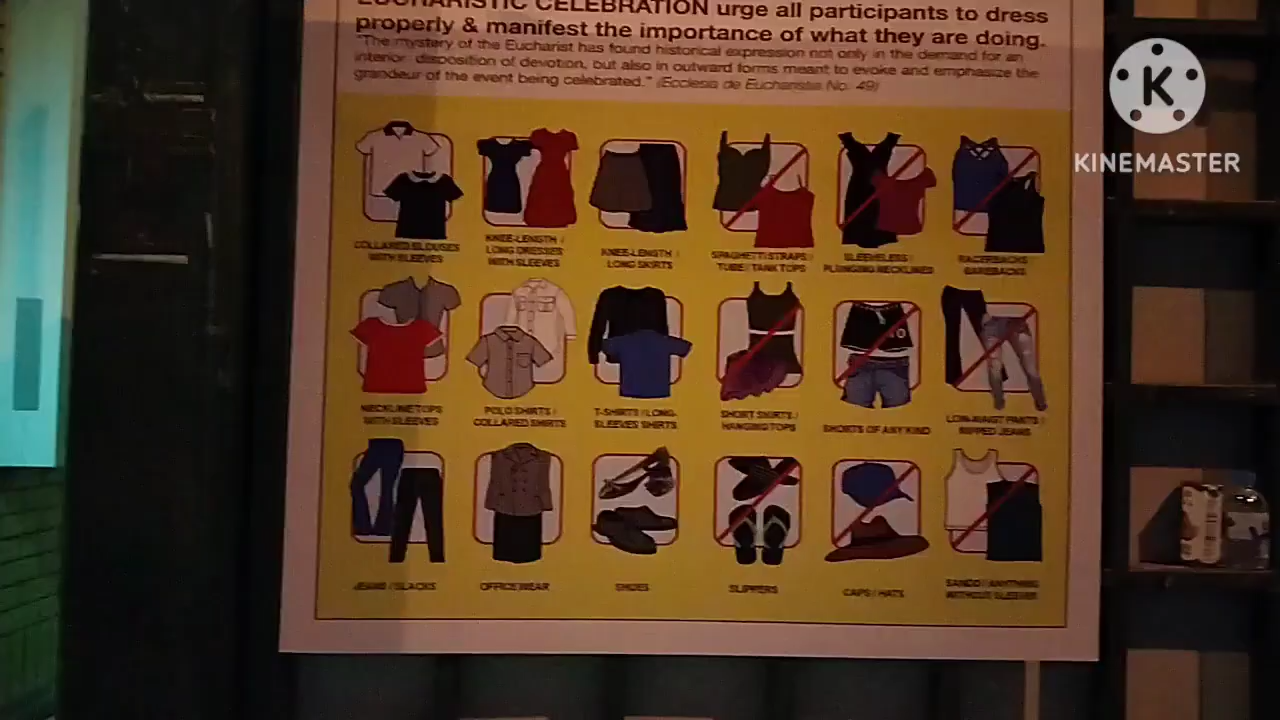 EUCHARISTIC CELEBRATION urge all participants to dress
properly & manifest the importance of what they are doing.
"The mystery of the Eucharist has found historical expression not only in the demand for an
interior disposition of devotion, but also in outward forms meant to evoke and emphasize the
grandeur of the event being celebrated." (Ecclesia de Eucharistia No. 49)
K
KINEMASTER
COLLARED BLOUSES
WITH SLEEVES
KNEE-LENGTH /
LONG DRESSES
WITH SLEEVES
KNEE-LENGTH /
LONG SKIRTS
SPAGHETTI STRAPS /
TUBE / TANK TOPS
SLEEVELESS /
PLUNGING NECKLINES
RACERBACKS
BAREBACKS
NECKLINE TOPS
WITH SLEEVES
POLO SHIRTS /
COLLARED SHIRTS
T-SHIRTS / LONG-
SLEEVES SHIRTS
SHORT SKIRTS /
HANGING TOPS
SHORTS OF ANY KIND
LOW-WAIST PANTS /
RIPPED JEANS
JEANS / SLACKS
OFFICE WEAR
SHOES
SLIPPERS
CAPS / HATS
SANDO / ANYTHING
WITHOUT SLEEVES